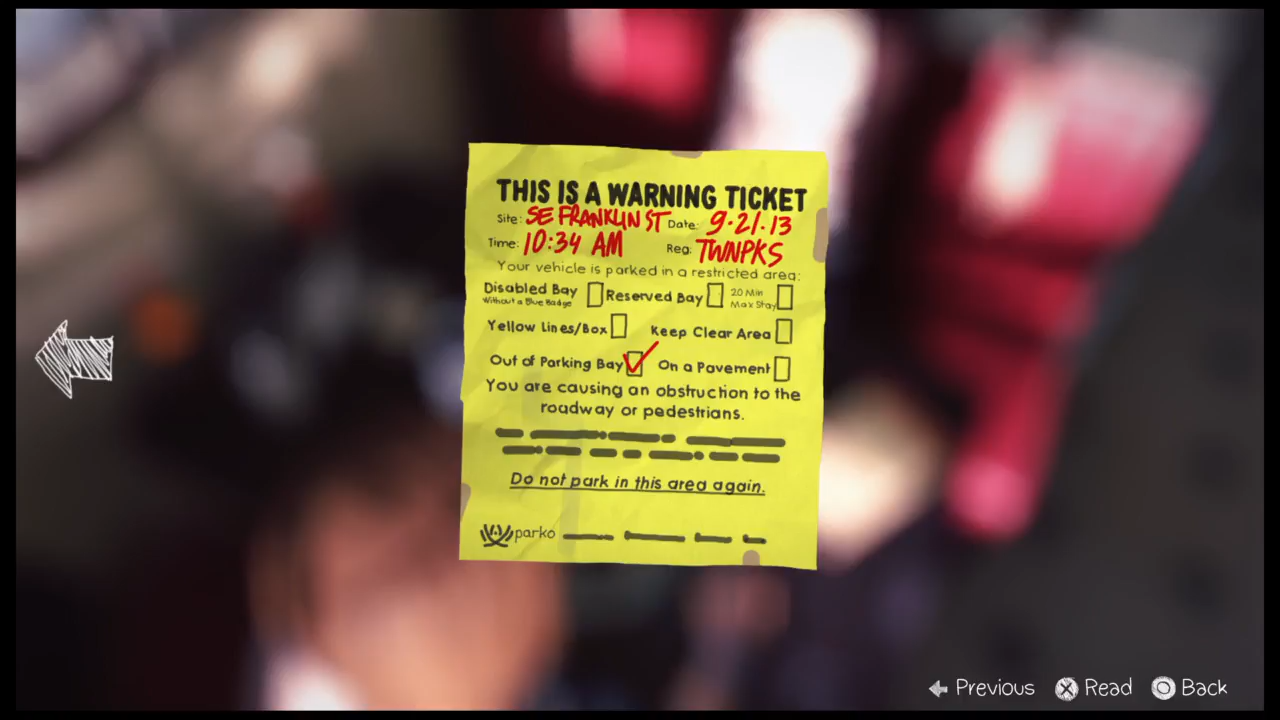 THIS IS A WARNING TICKET
Site: SE FRANKLIN ST Date: 9.21.13
Time: 10:34 AM Reg: TWNPKS
Your vehicle is parked in a restricted area:
Disabled Bay Reserved Bay 20 Min
Without a Blue Badge Max Stay
Yellow Lines/Box Keep Clear Area
Out of Parking Bay On a Pavement
You are causing an obstruction to the
roadway or pedestrians.
Do not park in this area again.
parko
Previous Read Back